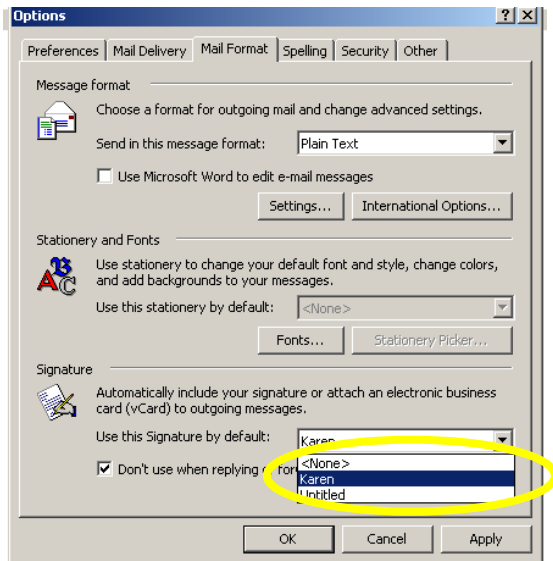 Options
Preferences Mail Delivery Mail Format Spelling Security Other
Message format
Choose a format for outgoing mail and change advanced settings.
Send in this message format: Plain Text
Use Microsoft Word to edit e-mail messages
Settings... International Options...
Stationery and Fonts
Use stationery to change your default font and style, change colors,
and add backgrounds to your messages.
Use this stationery by default: <None>
Fonts... Stationery Picker...
Signature
Automatically include your signature or attach an electronic business
card (vCard) to outgoing messages.
Use this Signature by default: Karen
<None>
Don't use when replying
Karen
Untitled
OK Cancel Apply